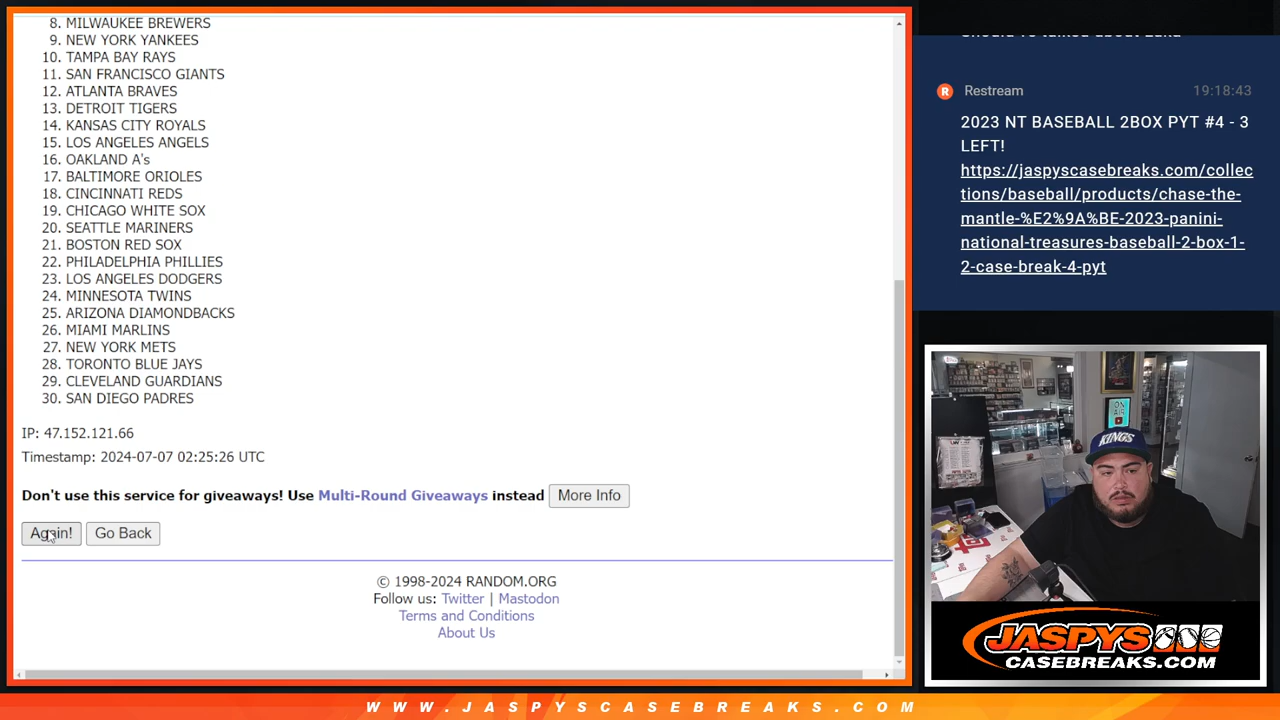 8. MILWAUKEE BREWERS
9. NEW YORK YANKEES
10. TAMPA BAY RAYS
11. SAN FRANCISCO GIANTS
12. ATLANTA BRAVES
13. DETROIT TIGERS
14. KANSAS CITY ROYALS
15. LOS ANGELES ANGELS
16. OAKLAND A's
17. BALTIMORE ORIOLES
18. CINCINNATI REDS
19. CHICAGO WHITE SOX
20. SEATTLE MARINERS
21. BOSTON RED SOX
22. PHILADELPHIA PHILLIES
23. LOS ANGELES DODGERS
24. MINNESOTA TWINS
25. ARIZONA DIAMONDBACKS
26. MIAMI MARLINS
27. NEW YORK METS
28. TORONTO BLUE JAYS
29. CLEVELAND GUARDIANS
30. SAN DIEGO PADRES
IP: 47.152.121.66
Timestamp: 2024-07-07 02:25:26 UTC
Don't use this service for giveaways! Use Multi-Round Giveaways instead More Info
Again! Go Back
© 1998-2024 RANDOM.ORG
Follow us: Twitter | Mastodon
Terms and Conditions
About Us
R Restream 19:18:43
2023 NT BASEBALL 2BOX PYT #4 - 3
LEFT!
https://jaspyscasebreaks.com/collec
tions/baseball/products/chase-the-
mantle-%E2%9A%BE-2023-panini-
national-treasures-baseball-2-box-1-
2-case-break-4-pyt
ON
AIR
KINGS
JASPYS
CASEBREAKS.COM
WWW.JASPYSCASEBREAKS.COM